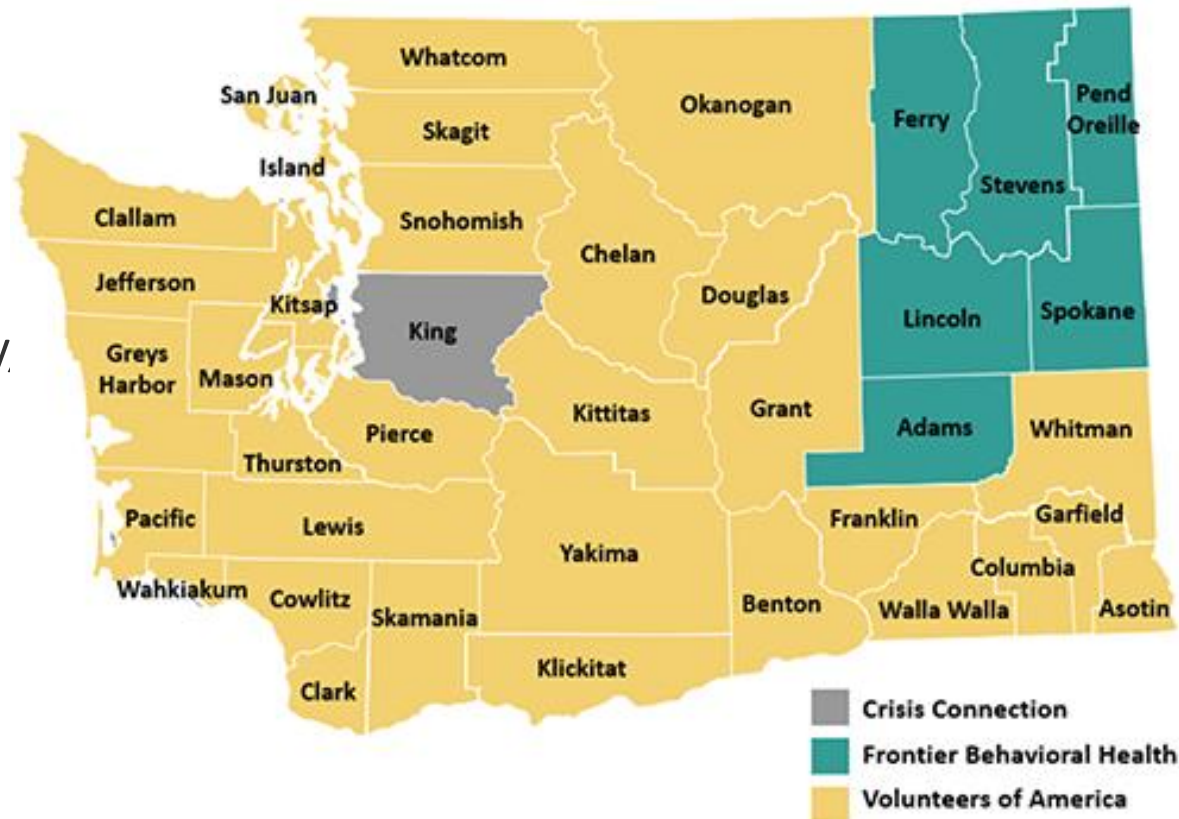 Whatcom
San Juan
Skagit
Island
Okanogan
Ferry
Pend
Oreille
Stevens
Clallam
Snohomish
Chelan
Jefferson
Kitsap
Douglas
King
Lincoln
Spokane
y,
Greys
Harbor
Mason
Kittitas
Grant
Adams
Whitman
Pierce
Thurston
Pacific
Lewis
Yakima
Franklin
Garfield
Columbia
Wahkiakum
Cowlitz
Skamania
Benton
Walla Walla
Asotin
Clark
Klickitat
Crisis Connection
Frontier Behavioral Health
Volunteers of America